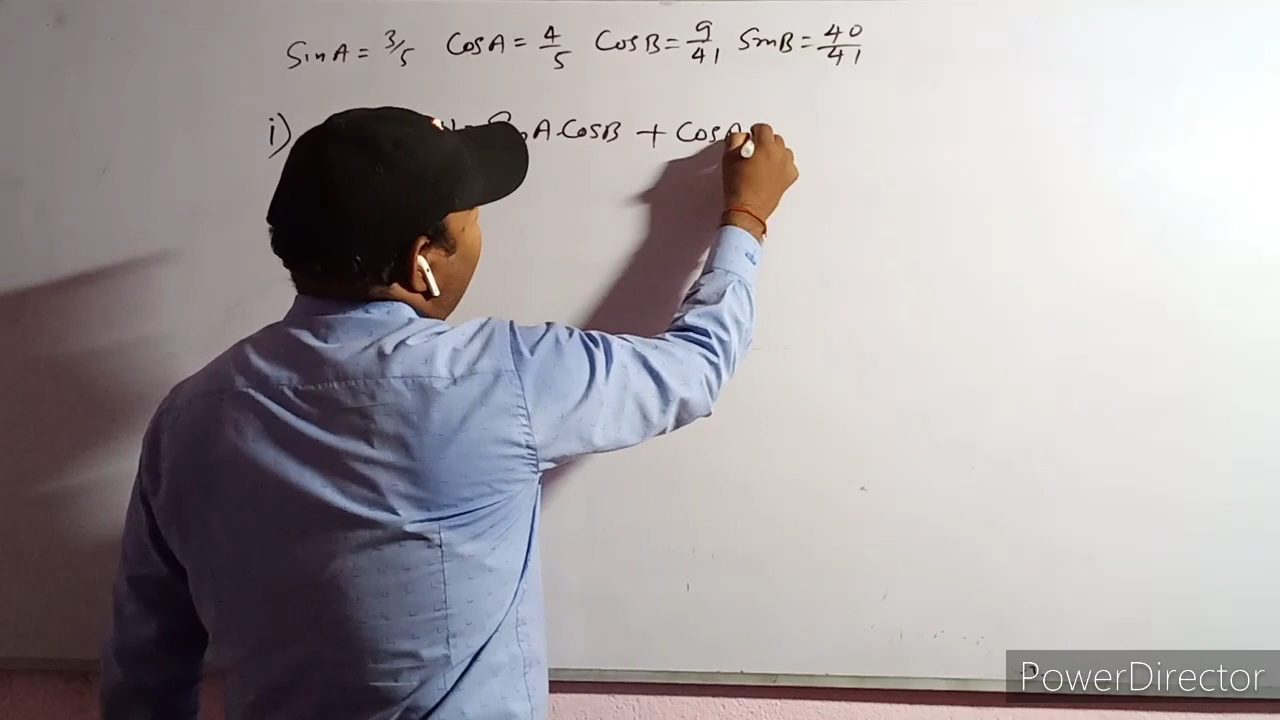 SinA = 3/5 CosA = 4/5 CosB = 9/41 SinB = 40/41
i) A CosB + CosA
PowerDirector